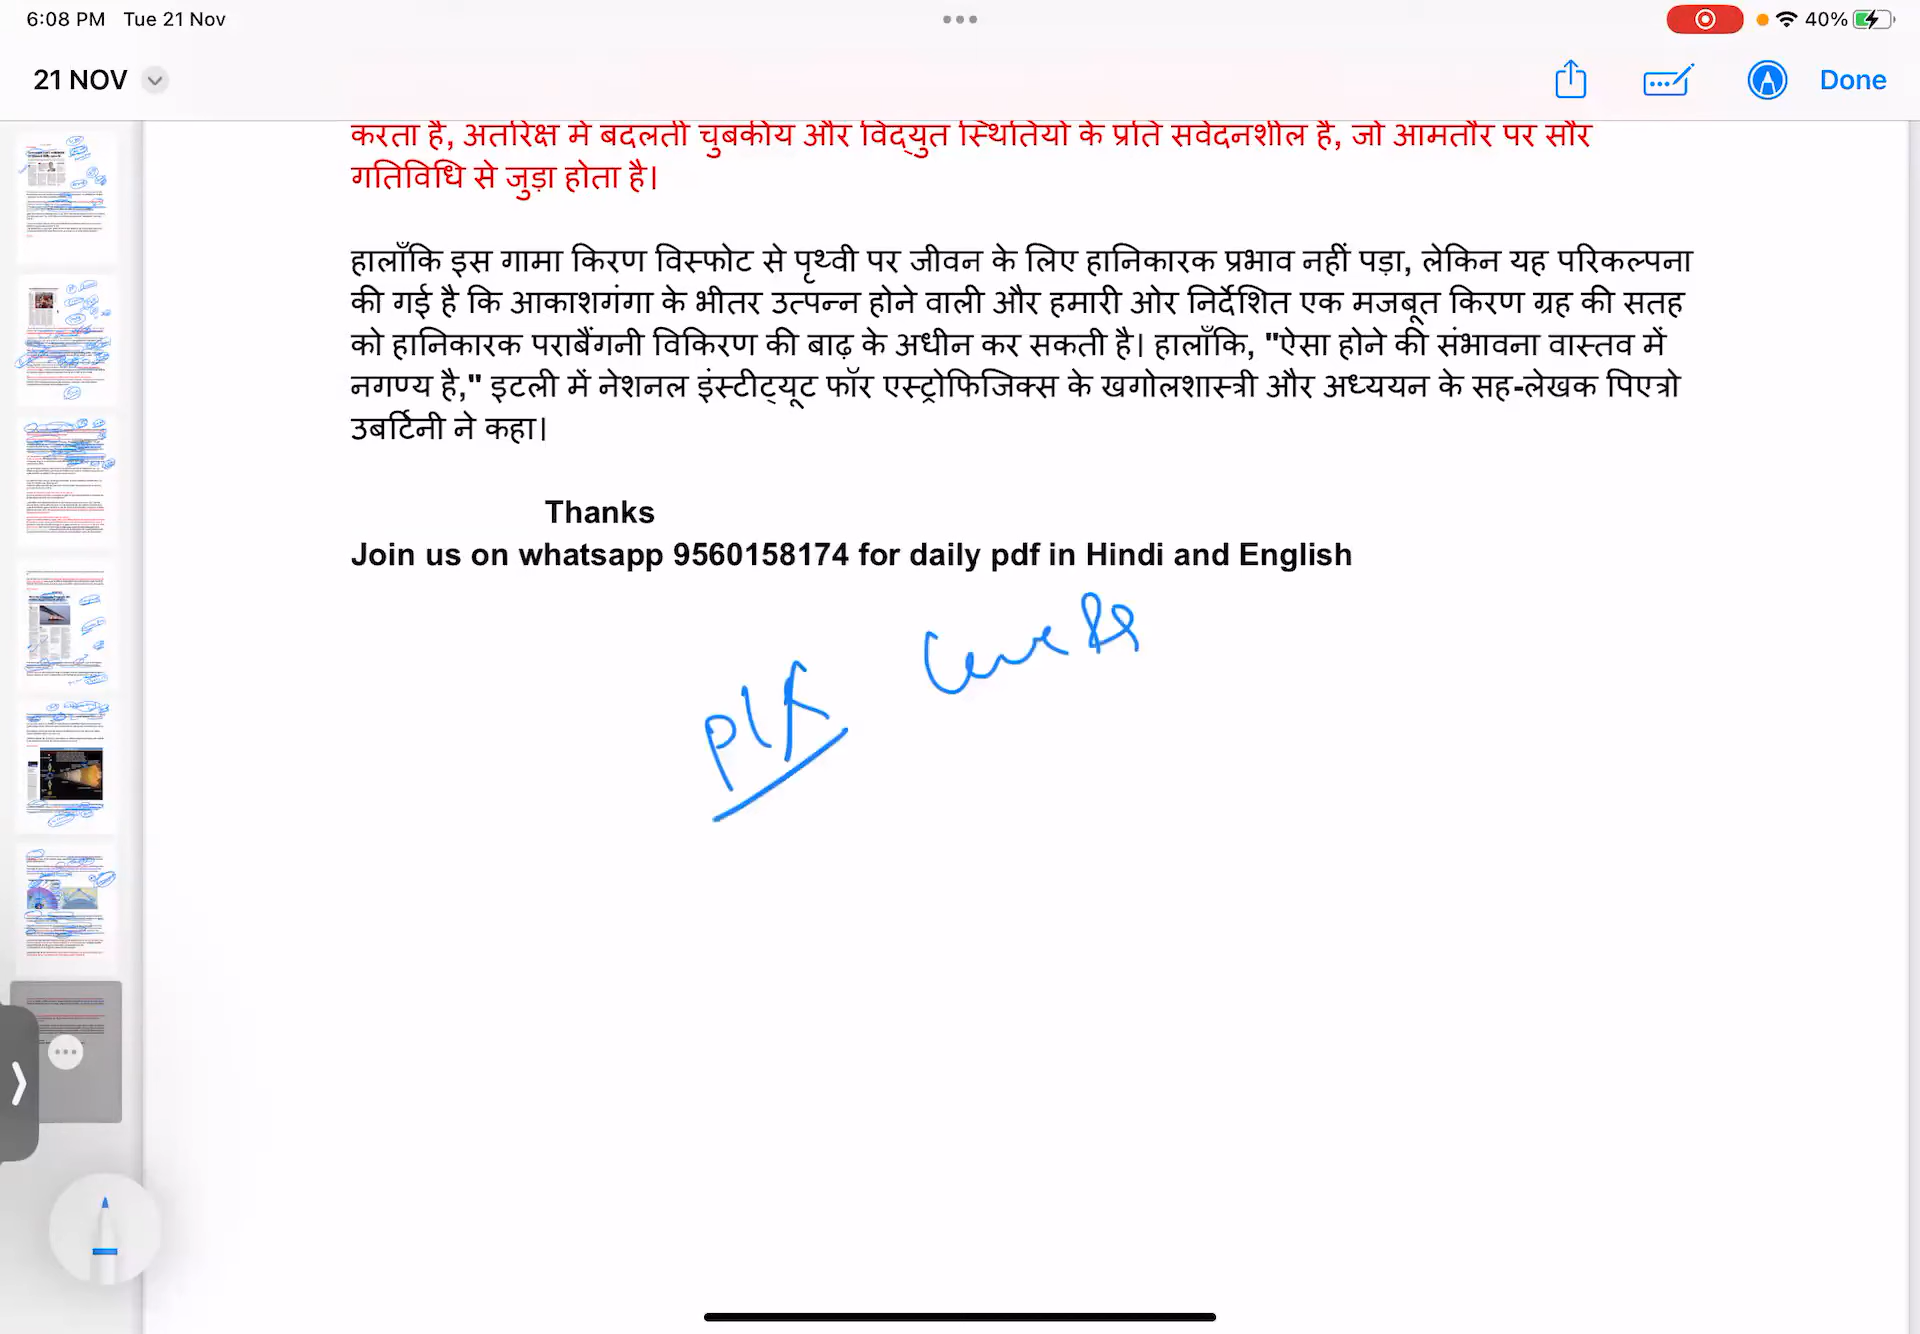 6:08 PM Tue 21 Nov
40%
21 NOV
Done
करता है, अंतरिक्ष में बदलती चुंबकीय और विद्युत स्थितियों के प्रति संवेदनशील है, जो आमतौर पर सौर
गतिविधि से जुड़ा होता है।
हालाँकि इस गामा किरण विस्फोट से पृथ्वी पर जीवन के लिए हानिकारक प्रभाव नहीं पड़ा, लेकिन यह परिकल्पना
की गई है कि आकाशगंगा के भीतर उत्पन्न होने वाली और हमारी ओर निर्देशित एक मजबूत किरण ग्रह की सतह
को हानिकारक पराबैंगनी विकिरण की बाढ़ के अधीन कर सकती है। हालाँकि, "ऐसा होने की संभावना वास्तव में
नगण्य है," इटली में नेशनल इंस्टीट्यूट फॉर एस्ट्रोफिजिक्स के खगोलशास्त्री और अध्ययन के सह-लेखक पिएत्रो
उबर्टिनी ने कहा।
Thanks
Join us on whatsapp 9560158174 for daily pdf in Hindi and English